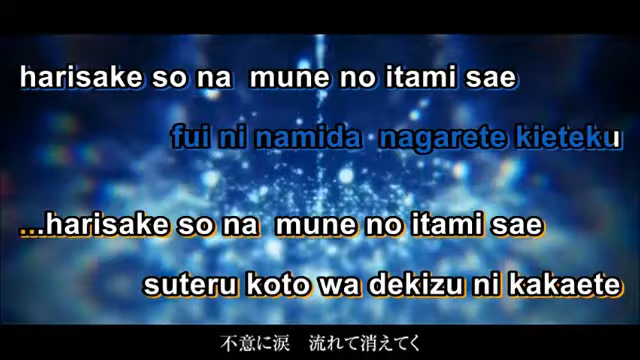 harisake so na mune no itami sae
fui ni namida nagarete kieteku
...harisake so na mune no itami sae
suteru koto wa dekizu ni kakaete
不意に涙　流れて消えてく